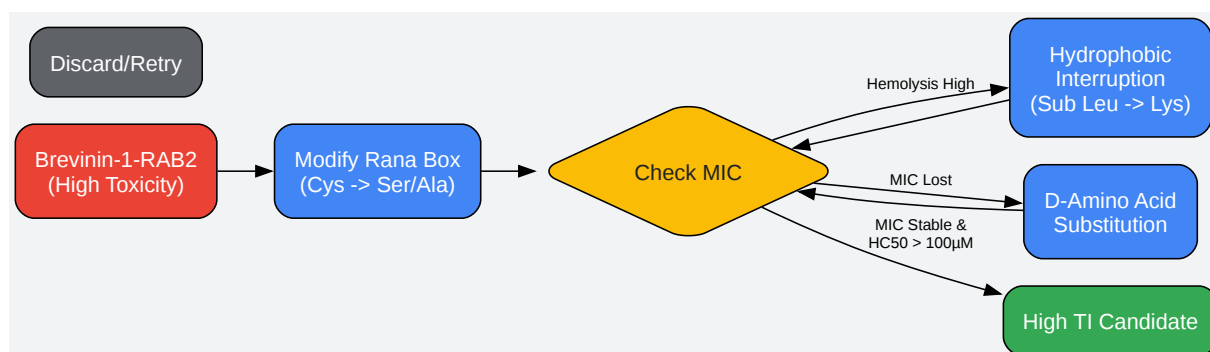 Discard/Retry
Brevinin-1-RAB2
(High Toxicity)
Modify Rana Box
(Cys -> Ser/Ala)
Check MIC
Hemolysis High
Hydrophobic
Interruption
(Sub Leu -> Lys)
MIC Lost
D-Amino Acid
Substitution
MIC Stable &
HC50 > 100µM
High TI Candidate